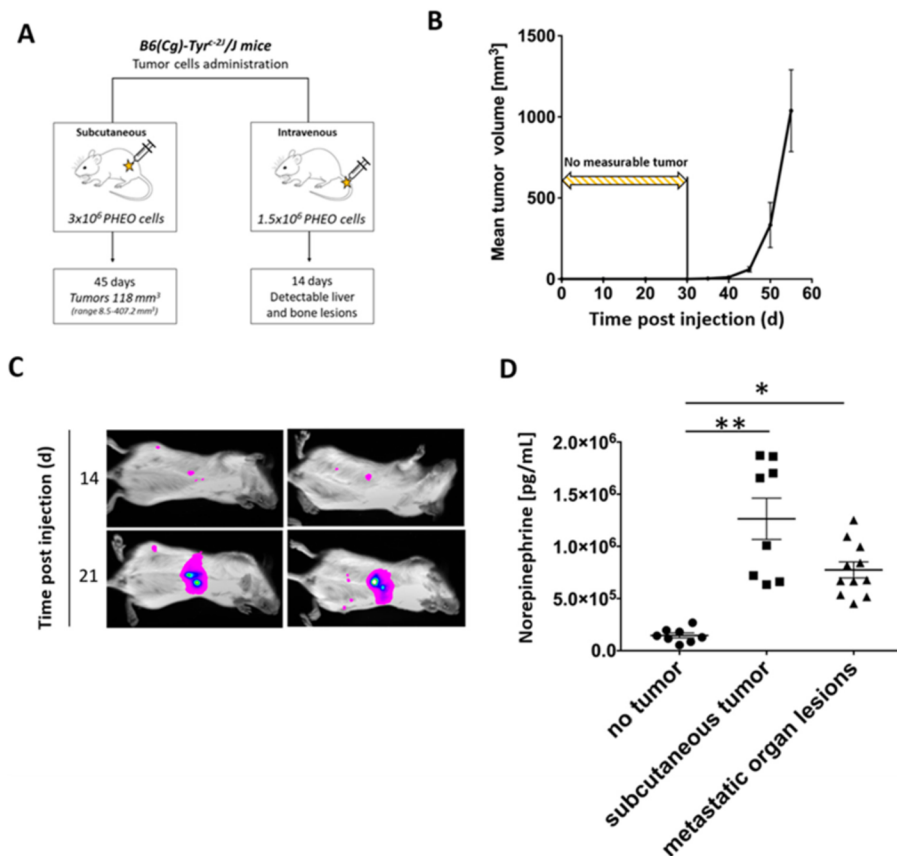 A
B6(Cg)-Tyrc-2J/J mice
Tumor cells administration
Subcutaneous
3x10⁶ PHEO cells
45 days
Tumors 118 mm³
(range 8.5-407.2 mm³)
Intravenous
1.5x10⁶ PHEO cells
14 days
Detectable liver
and bone lesions
B
Mean tumor volume [mm³]
1500
1000
500
0
No measurable tumor
0 10 20 30 40 50 60
Time post injection (d)
C
Time post injection (d)
14
21
D
*
**
Norepinephrine [pg/mL]
2.0×10⁶
1.5×10⁶
1.0×10⁶
5.0×10⁵
0.0
no tumor
subcutaneous tumor
metastatic organ lesions